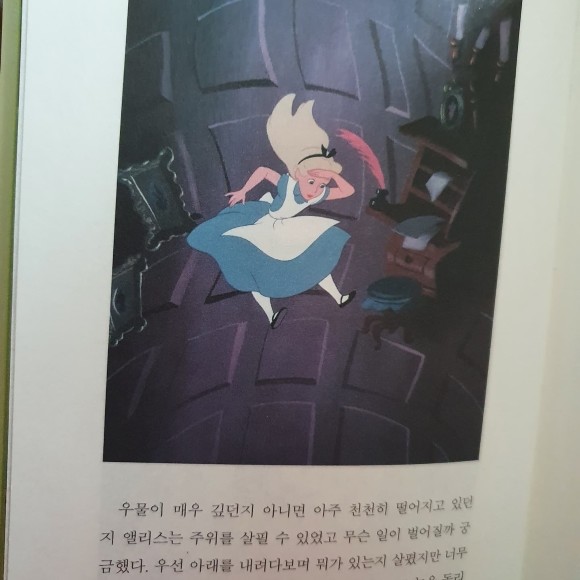 우물이 매우 깊던지 아니면 아주 천천히 떨어지고 있던
지 앨리스는 주위를 살필 수 있었고 무슨 일이 벌어질까 궁
금했다. 우선 아래를 내려다보며 뭐가 있는지 살폈지만 너무